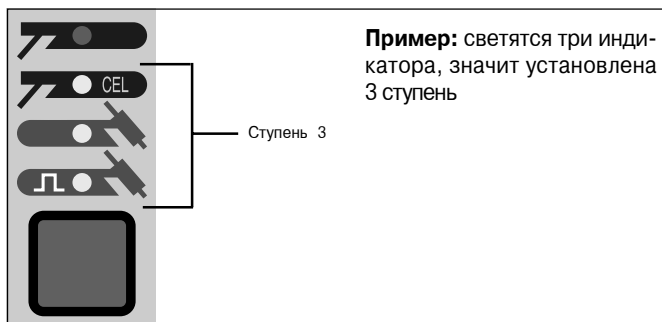 CEL
Ступень 3
Пример: светятся три инди-
катора, значит установлена
3 ступень